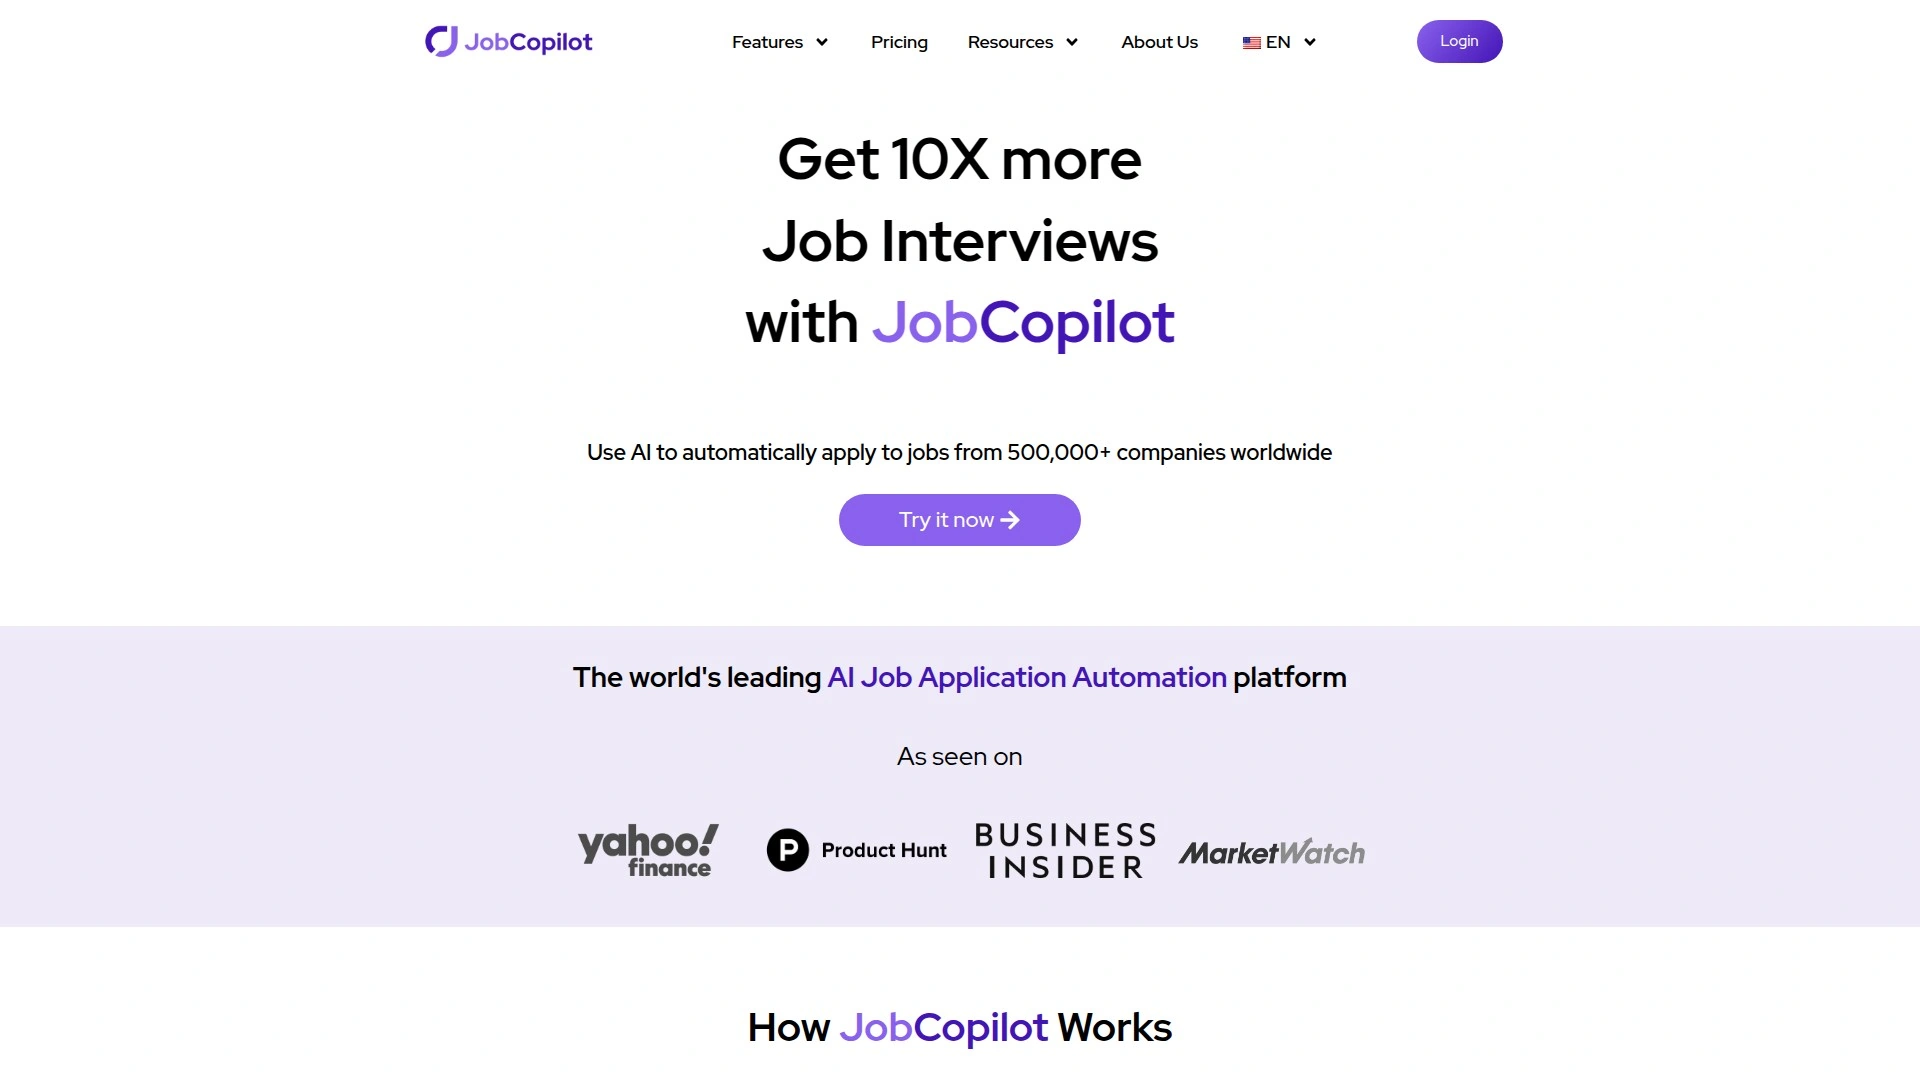 JobCopilot
Features
Pricing
Resources
About Us
EN
Login
Get 10X more
Job Interviews
with JobCopilot
Use AI to automatically apply to jobs from 500,000+ companies worldwide
Try it now
The world's leading AI Job Application Automation platform
As seen on
yahoo! finance
P Product Hunt
BUSINESS INSIDER
MarketWatch
How JobCopilot Works